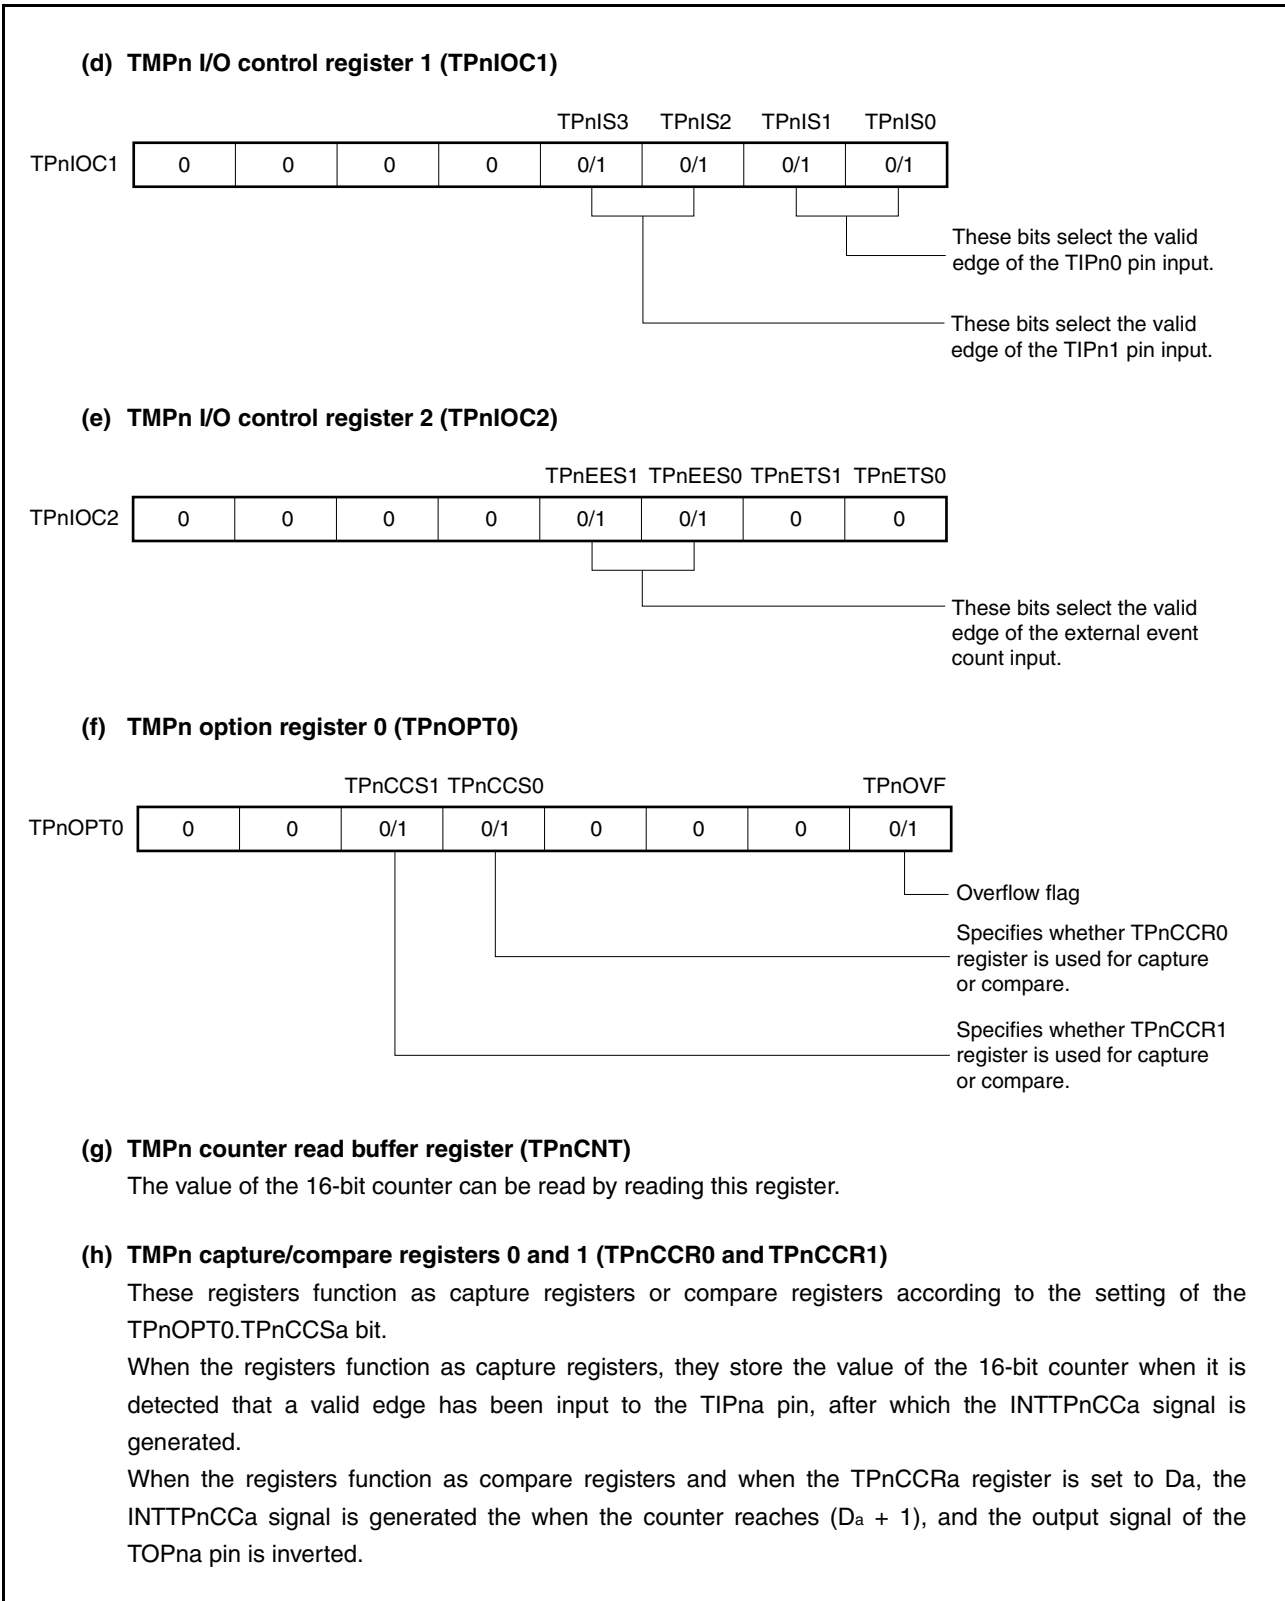 (d) TMPn I/O control register 1 (TPnIOC1)
TPnIS3 TPnIS2 TPnIS1 TPnIS0
TPnIOC1 0 0 0 0 0/1 0/1 0/1 0/1
These bits select the valid
edge of the TIPn0 pin input.
These bits select the valid
edge of the TIPn1 pin input.
(e) TMPn I/O control register 2 (TPnIOC2)
TPnEES1 TPnEES0 TPnETS1 TPnETS0
TPnIOC2 0 0 0 0 0/1 0/1 0 0
These bits select the valid
edge of the external event
count input.
(f) TMPn option register 0 (TPnOPT0)
TPnCCS1 TPnCCS0 TPnOVF
TPnOPT0 0 0 0/1 0/1 0 0 0 0/1
Overflow flag
Specifies whether TPnCCR0
register is used for capture
or compare.
Specifies whether TPnCCR1
register is used for capture
or compare.
(g) TMPn counter read buffer register (TPnCNT)
The value of the 16-bit counter can be read by reading this register.
(h) TMPn capture/compare registers 0 and 1 (TPnCCR0 and TPnCCR1)
These registers function as capture registers or compare registers according to the setting of the
TPnOPT0.TPnCCSa bit.
When the registers function as capture registers, they store the value of the 16-bit counter when it is
detected that a valid edge has been input to the TIPna pin, after which the INTTPnCCa signal is
generated.
When the registers function as compare registers and when the TPnCCRa register is set to Da, the
INTTPnCCa signal is generated the when the counter reaches (Da + 1), and the output signal of the
TOPna pin is inverted.